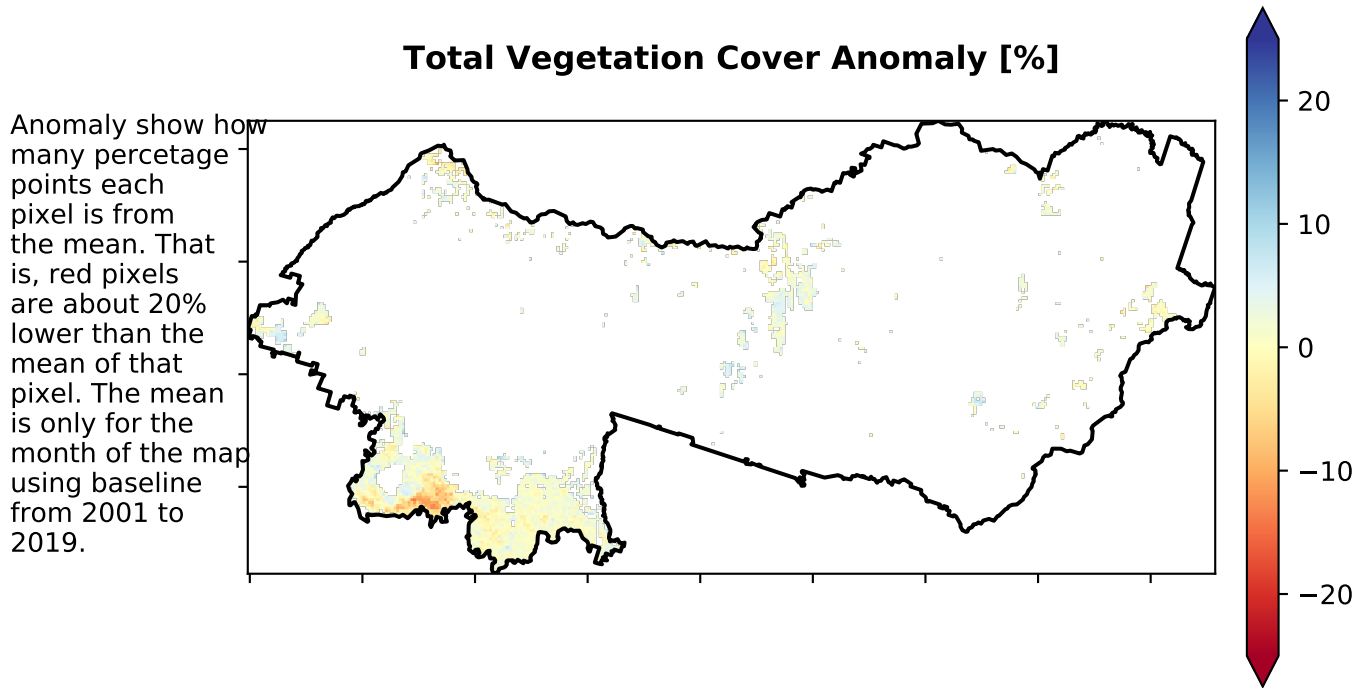 Total Vegetation Cover Anomaly [%]
Anomaly show how
many percetage
points each
pixel is from
the mean. That
is, red pixels
are about 20%
lower than the
mean of that
pixel. The mean
is only for the
month of the map
using baseline
from 2001 to
2019.
20
10
0
−10
−20